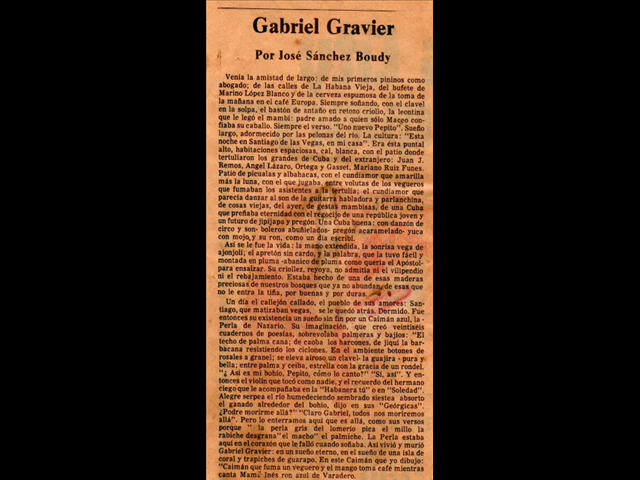 Gabriel Gravier
Por José Sánchez Boudy
Venía la amistad de largo: de mis primeros pininos como
abogado; de las calles de La Habana Vieja, del bufete de
Marino López Blanco y de la cerveza espumosa de la toma de
la mañana en el café Europa. Siempre soñando, con el clavel
en la solpa, el bastón de antaño en retozo criollo, la leontina
que le legó el mambí: padre amado a quien sólo Maceo con-
fiaba su caballo. Siempre el verso. "Uno nuevo Pepito". Sueño
largo, adormecido por las pelonas del río. La cultura: "Esta
noche en Santiago de las Vegas, en mi casa". Era ésta puntal
alto, habitaciones espaciosas, cal, blanca, con el patio donde
tertuliaron los grandes de Cuba y del extranjero: Juan J.
Remos, Angel Lázaro, Ortega y Gasset, Mariano Ruiz Funes.
Patio de picualas y albahacas, con el cundiamor que amarilla
más la luna, con el que jugaba, entre volutas de los vegueros
que fumaban los asistentes a la tertulia; el cundiamor que
parecía danzar al son de la guitarra habladora y parlanchina,
de cosas viejas, del ayer, de gestas mambisas, de una Cuba
que preñaba eternidad con el regocijo de una república joven y
un futuro de jipijapa y pregón. Una Cuba buena: con danzón de
circo y son- boleros abuñielados- pregón acaramelado- yuca
con mojo, y su ron, como un día escribí.
Así se le fue la vida: la mano extendida, la sonrisa vega de
ajonjolí; el apretón sin cardo, y la palabra, que la tuvo fácil y
montada en pluma -abanico de pluma como quería el Apóstol-
para ensalzar. Su criollez, reyoya, no admitía ni el vilipendio
ni el rebajamiento. Estaba hecho de una de esas maderas
preciosas de nuestros bosques que ya no abundan, de esas que
no le entra la tiña, por buenas y por duras.
Un día el callejón callado, el pueblo de sus amores: San-
tiago, que matizaban vegas, se le quedó atrás. Dormido. Fue
entonces su existencia un sueño sin fin por un Caimán azul, la -
Perla de Nazario. Su imaginación, que creó veintiséis
cuadernos de poesías, sobrevolaba palmeras y bajíos: "El
techo de palma cana; de caoba los harcones, de jiquí la bar-
bacana resistiendo los ciclones. En el ambiente botones de
rosales a granel; se eleva airoso un clavel- la guajira - pura y
bella; entre palma y ceiba, estrella con la gracia de un rondel.
"¿ Así es mi bohío, Pepito, cómo lo canto?" "Sí, así". Y en-
tonces el violín que tocó como nadie, y el recuerdo del hermano
ciego que le acompañaba en la "Habanera tú" o en "Soledad".
Alegre serpea el río humedeciendo sembrado siestea absorto
el ganado alrededor del bohío, dijo en sus "Geórgicas".
¿Podre morirme allá?" "Claro Gabriel, todos nos moriremos
allá". Pero lo enterramos aquí que es allá, como sus versos
porque " la perla gris del lomerío pica el millo la
rabiche desgrana "el macho" el palmiche. La Perla estaba
aquí en el corazón que le falló cuando soñaba. Así vivió y murió
Gabriel Gravier: en un sueño eterno, en el sueño de una isla de
coral y trapiches de guarapo. En este Caimán que yo dibujé:
"Caimán que fuma un veguero y el mango toma café mientras
canta Mamá Inés ron azul de Varadero.